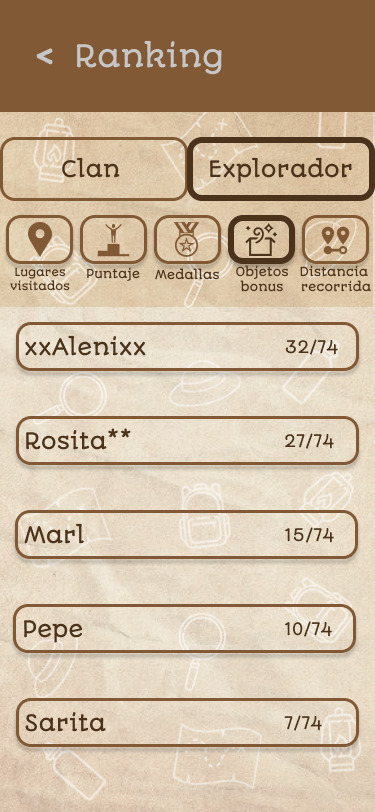 < Ranking
Clan Explorador
Lugares visitados
Puntaje
Medallas
Objetos bonus
Distancia recorrida
xxAlenixx 32/74
Rosita** 27/74
Marl 15/74
Pepe 10/74
Sarita 7/74